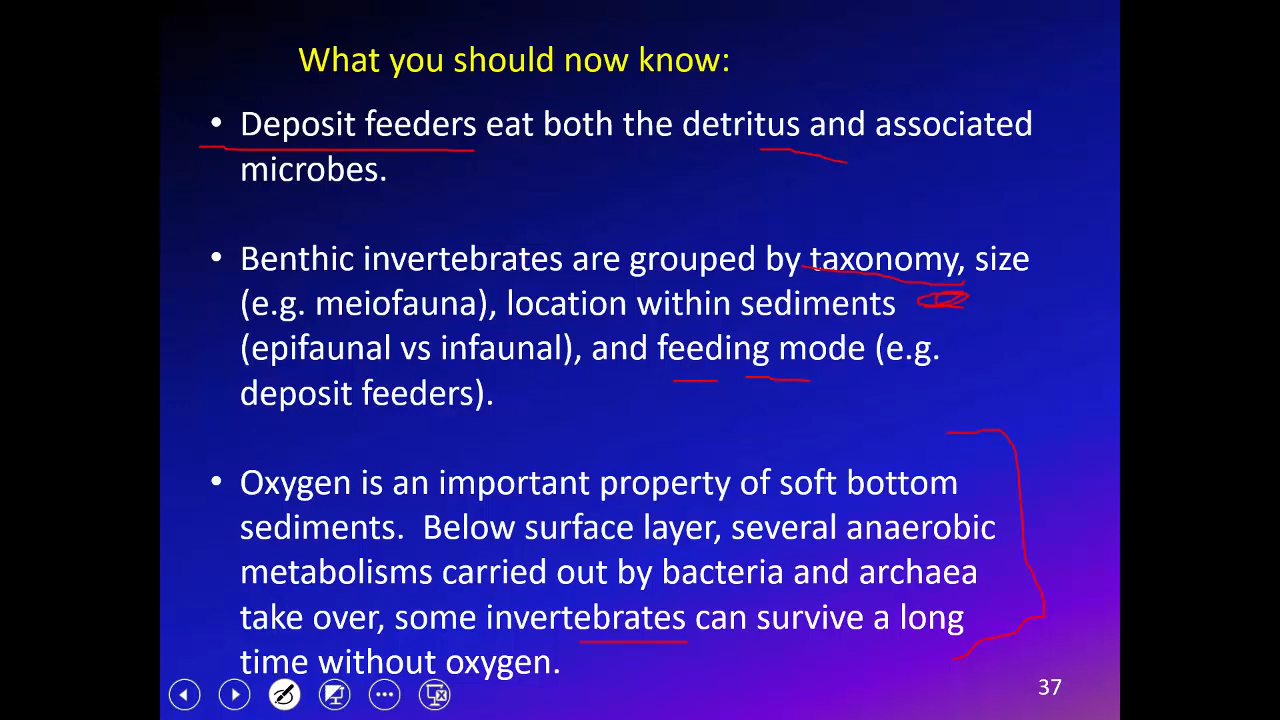 What you should now know:
• Deposit feeders eat both the detritus and associated
microbes.
• Benthic invertebrates are grouped by taxonomy, size
(e.g. meiofauna), location within sediments
(epifaunal vs infaunal), and feeding mode (e.g.
deposit feeders).
• Oxygen is an important property of soft bottom
sediments.  Below surface layer, several anaerobic
metabolisms carried out by bacteria and archaea
take over, some invertebrates can survive a long
time without oxygen.
37